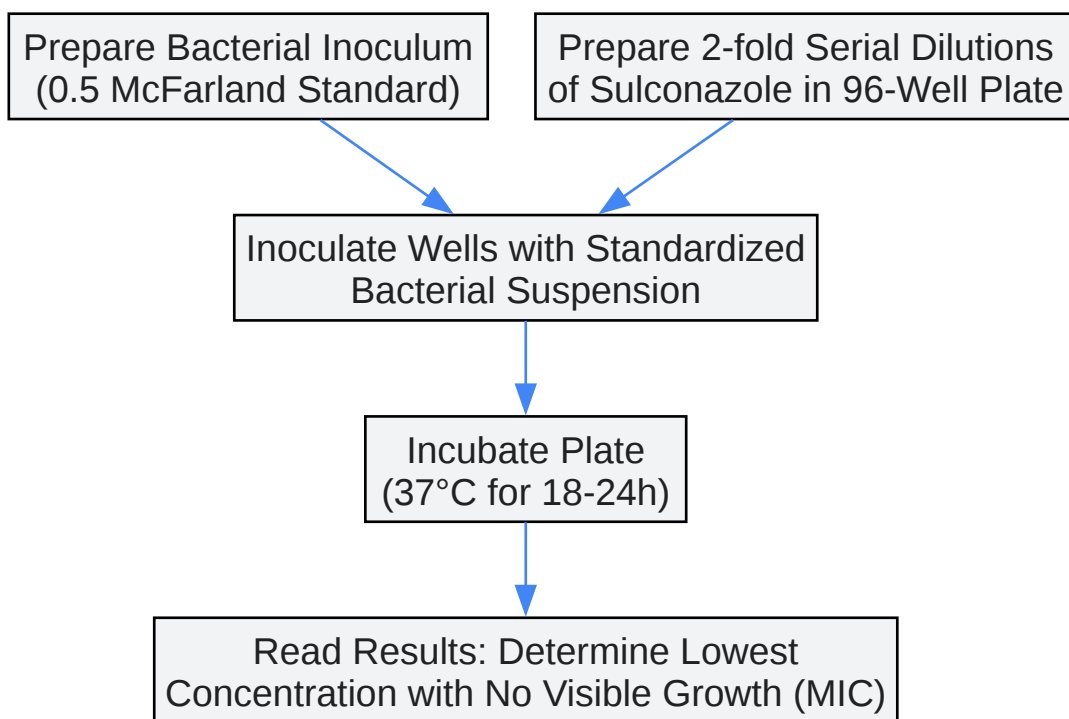 Prepare Bacterial Inoculum
(0.5 McFarland Standard)
Prepare 2-fold Serial Dilutions
of Sulconazole in 96-Well Plate
Inoculate Wells with Standardized
Bacterial Suspension
Incubate Plate
(37°C for 18-24h)
Read Results: Determine Lowest
Concentration with No Visible Growth (MIC)